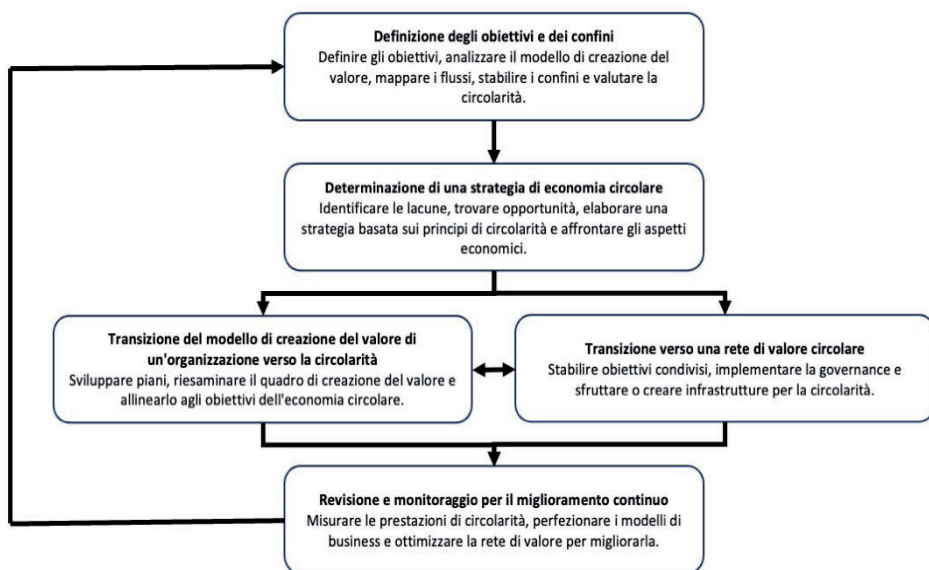 Definizione degli obiettivi e dei confini
Definire gli obiettivi, analizzare il modello di creazione del
valore, mappare i flussi, stabilire i confini e valutare la
circolarità.
Determinazione di una strategia di economia circolare
Identificare le lacune, trovare opportunità, elaborare una
strategia basata sui principi di circolarità e affrontare gli aspetti
economici.
Transizione del modello di creazione del valore di
un'organizzazione verso la circolarità
Sviluppare piani, riesaminare il quadro di creazione del valore e
allinearlo agli obiettivi dell'economia circolare.
Transizione verso una rete di valore circolare
Stabilire obiettivi condivisi, implementare la governance e
sfruttare o creare infrastrutture per la circolarità.
Revisione e monitoraggio per il miglioramento continuo
Misurare le prestazioni di circolarità, perfezionare i modelli di
business e ottimizzare la rete di valore per migliorarla.